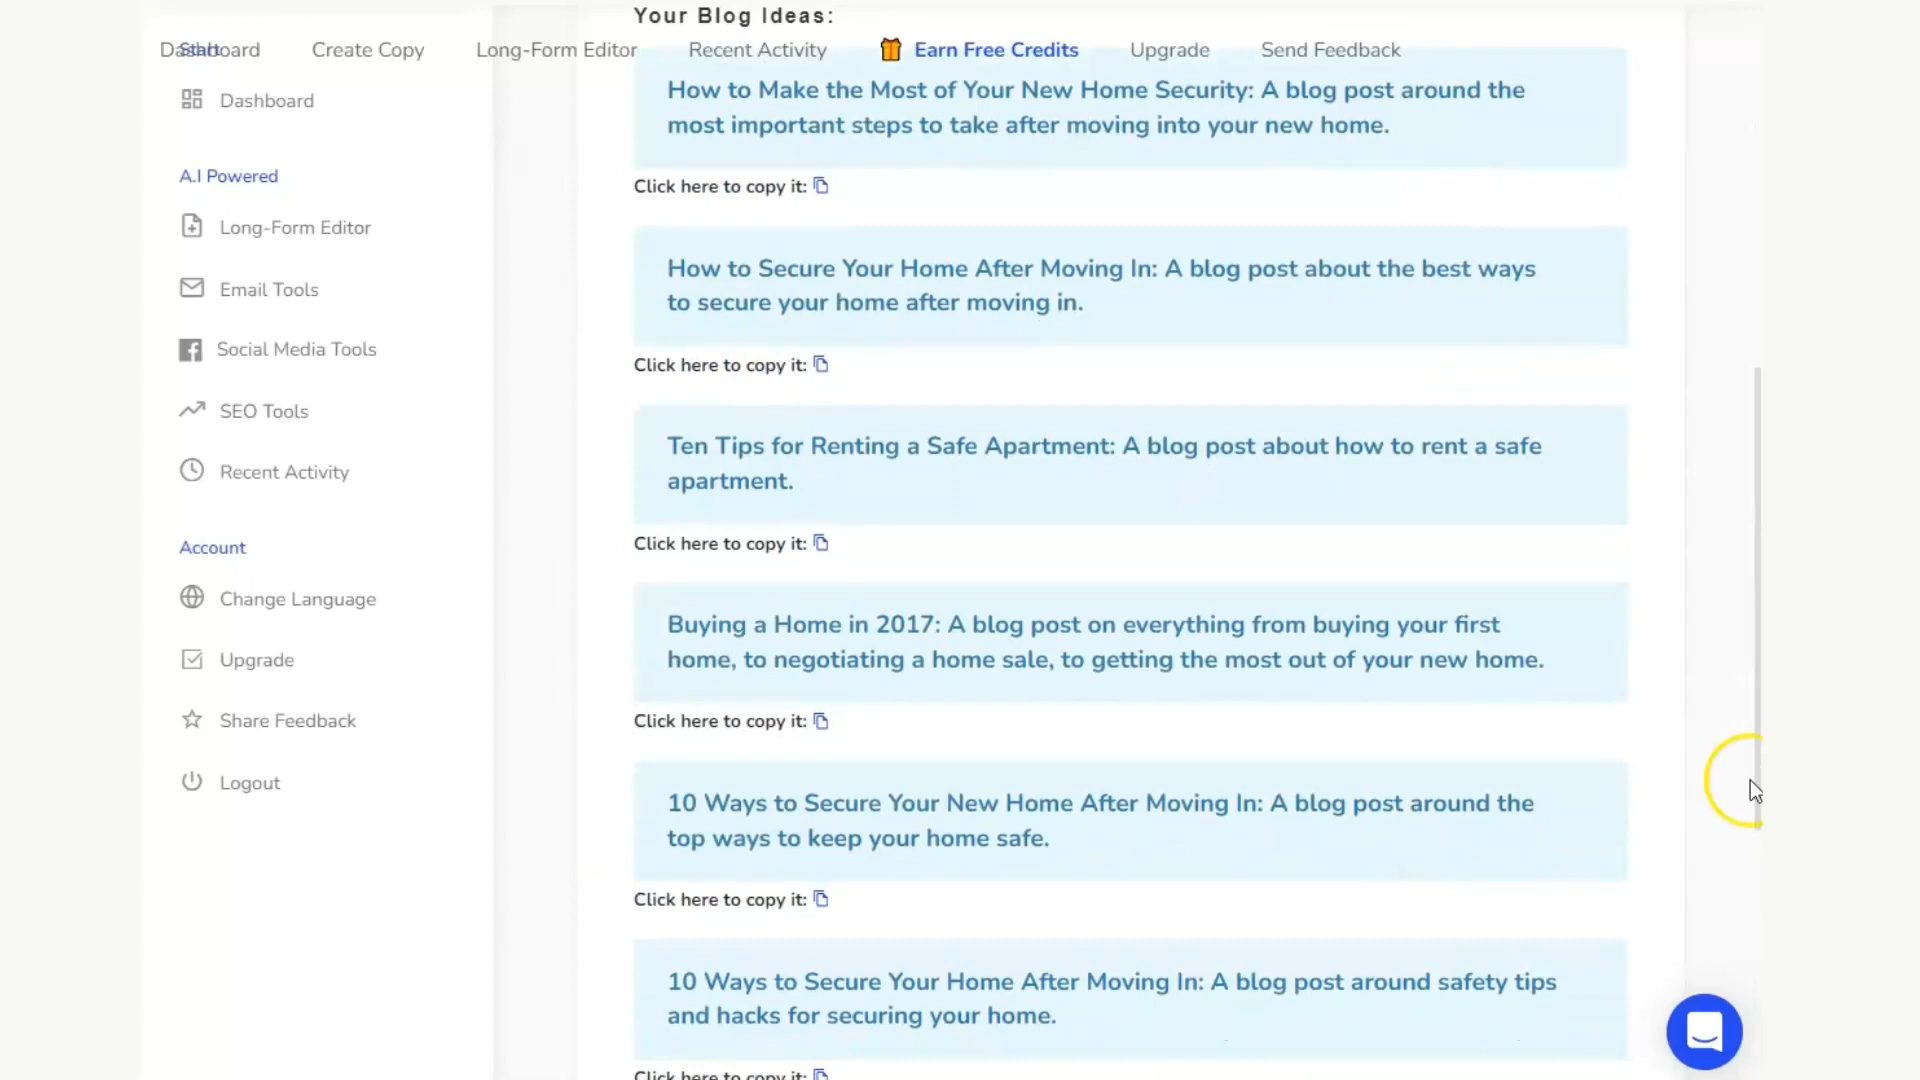 Your Blog Ideas:
Dashboard
Start
Create Copy
Long-Form Editor
Recent Activity
Earn Free Credits
Upgrade
Send Feedback
Dashboard
A.I Powered
Long-Form Editor
Email Tools
Social Media Tools
SEO Tools
Recent Activity
Account
Change Language
Upgrade
Share Feedback
Logout
How to Make the Most of Your New Home Security: A blog post around the
most important steps to take after moving into your new home.
Click here to copy it:
How to Secure Your Home After Moving In: A blog post about the best ways
to secure your home after moving in.
Click here to copy it:
Ten Tips for Renting a Safe Apartment: A blog post about how to rent a safe
apartment.
Click here to copy it:
Buying a Home in 2017: A blog post on everything from buying your first
home, to negotiating a home sale, to getting the most out of your new home.
Click here to copy it:
10 Ways to Secure Your New Home After Moving In: A blog post around the
top ways to keep your home safe.
Click here to copy it:
10 Ways to Secure Your Home After Moving In: A blog post around safety tips
and hacks for securing your home.
Click here to copy it: